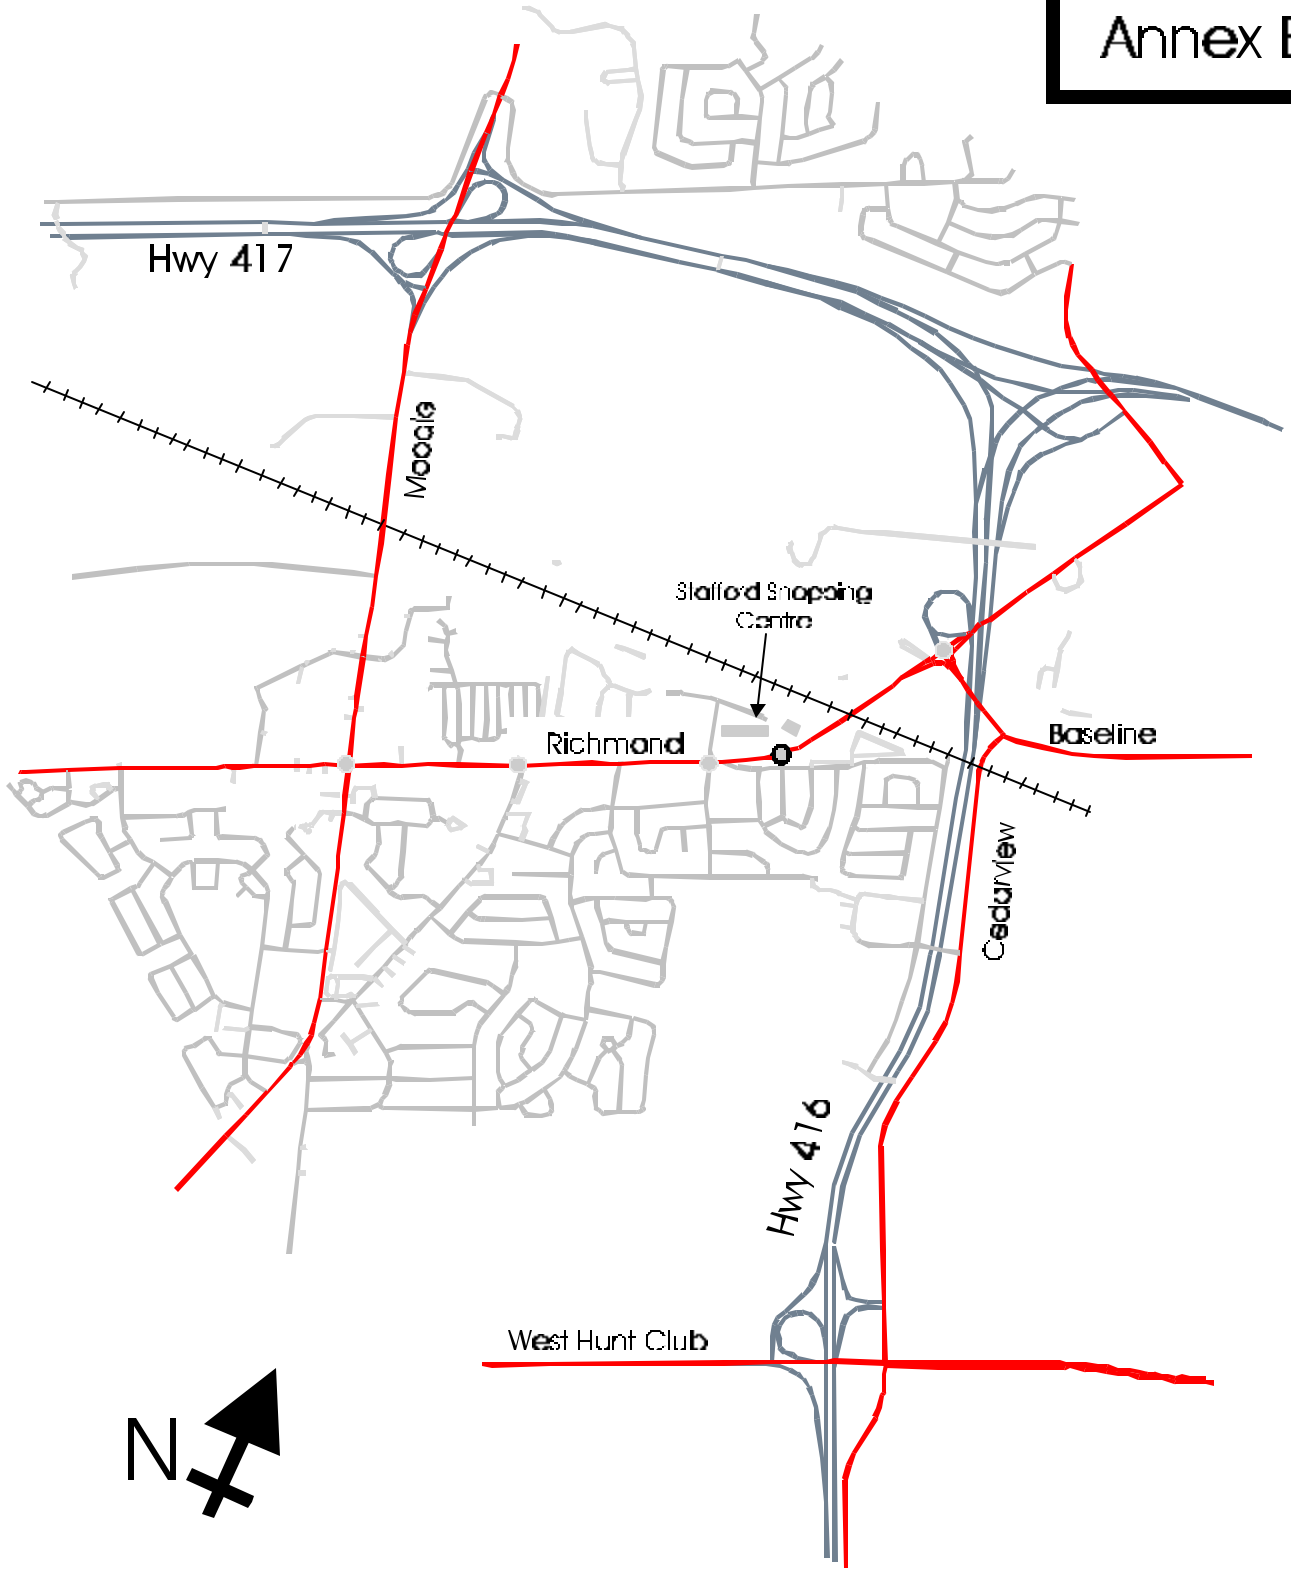 Annex B
Hwy 417
Moodie
Stafford Shopping
Centre
Richmond
Baseline
Cedarview
Hwy 416
West Hunt Club
N